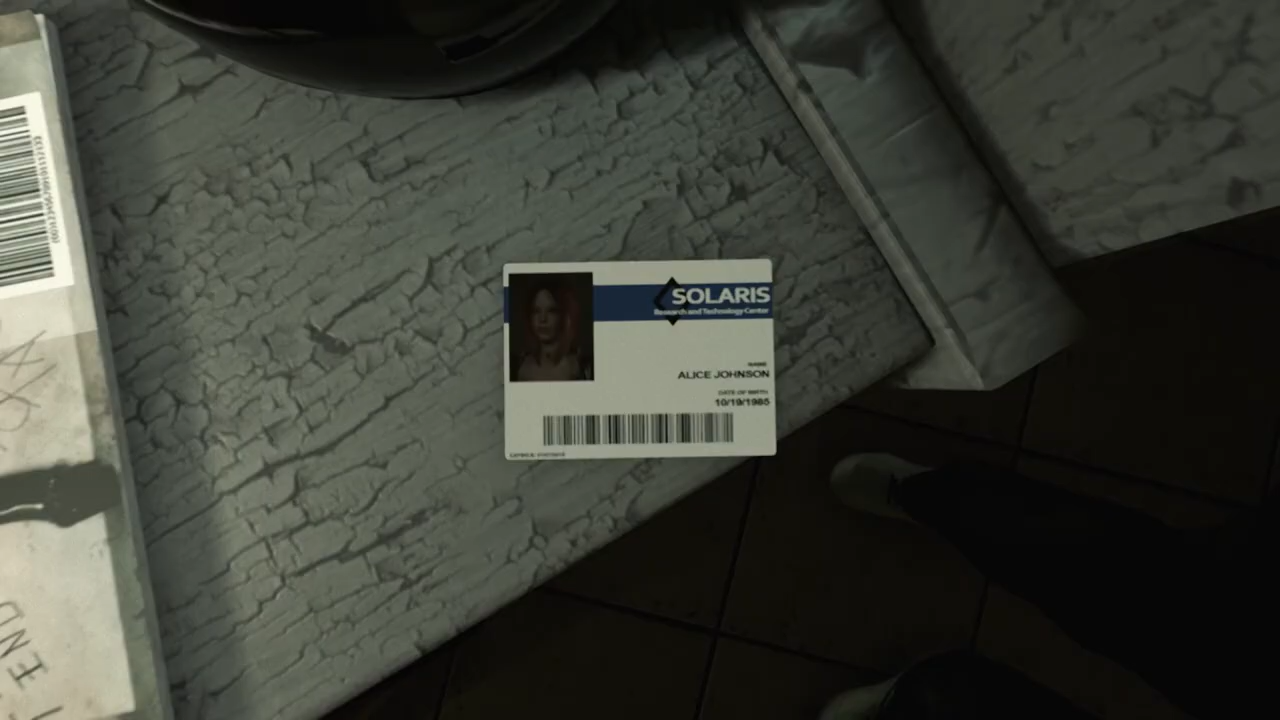 SOLARIS
Research and Technology Center
NAME
ALICE JOHNSON
DATE OF BIRTH
10/19/1985
END